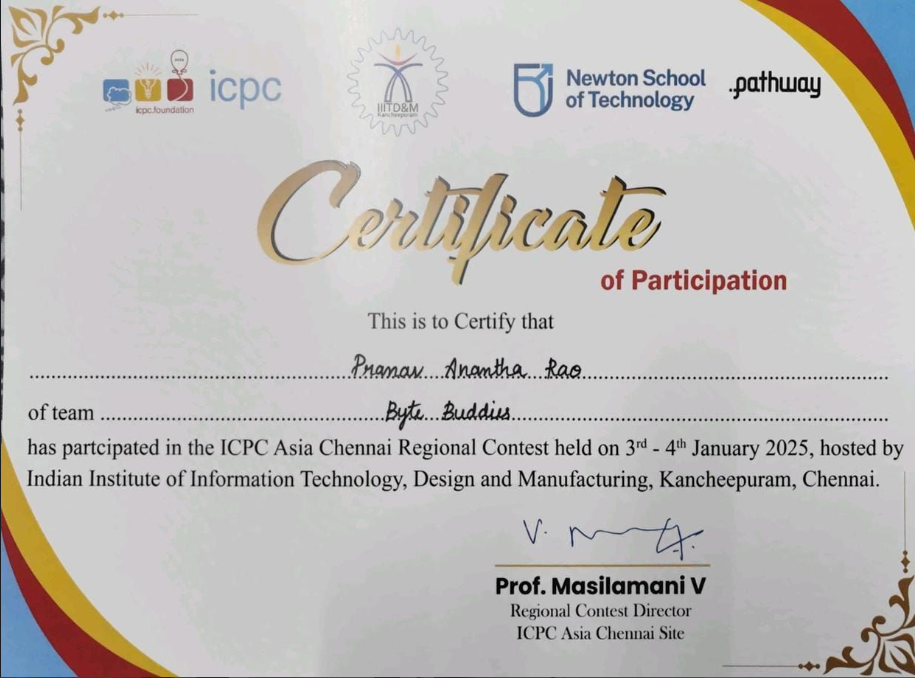 icpc.foundation
icpc
IIITD&M
Kancheepuram
Newton School
of Technology
.pathway
Certificate
of Participation
This is to Certify that
Pranav Anantha Rao
of team Byte Buddies
has partcipated in the ICPC Asia Chennai Regional Contest held on 3rd - 4th January 2025, hosted by
Indian Institute of Information Technology, Design and Manufacturing, Kancheepuram, Chennai.
Prof. Masilamani V
Regional Contest Director
ICPC Asia Chennai Site